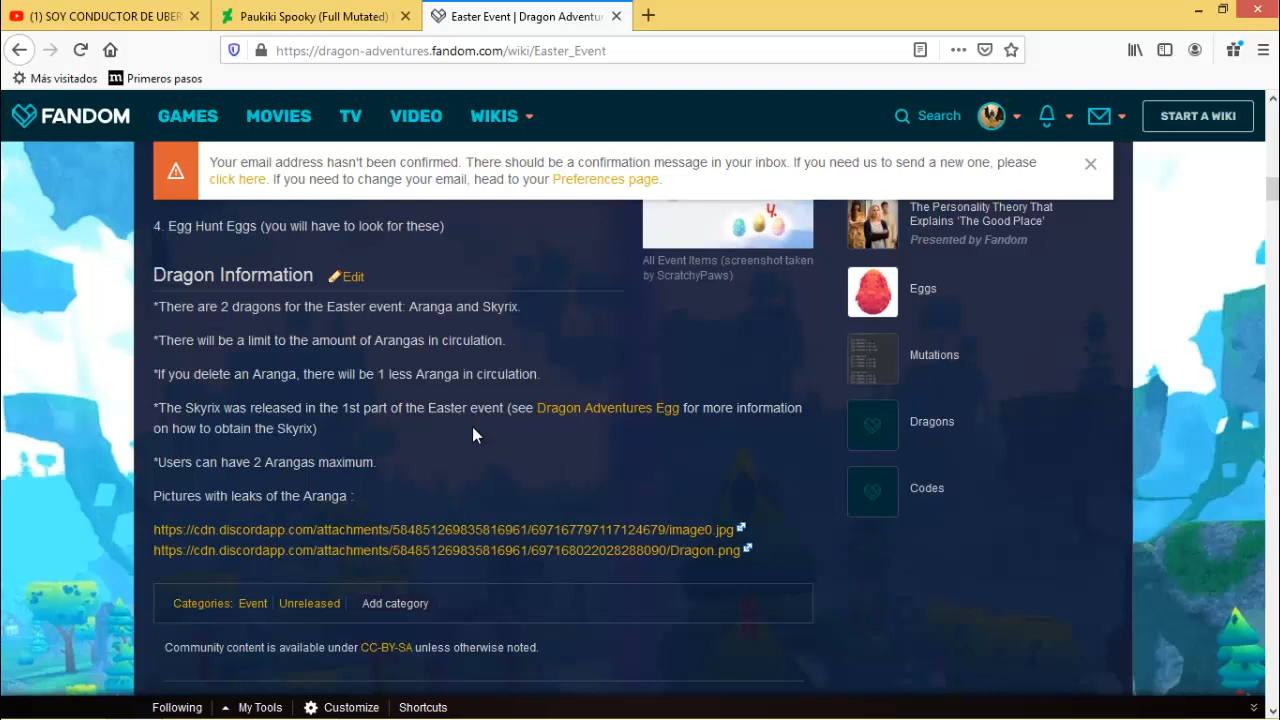 (1) SOY CONDUCTOR DE UBER
Paukiki Spooky (Full Mutated)
Easter Event | Dragon Adventur
https://dragon-adventures.fandom.com/wiki/Easter_Event
Más visitados
Primeros pasos
FANDOM
GAMES
MOVIES
TV
VIDEO
WIKIS
Search
START A WIKI
Your email address hasn't been confirmed. There should be a confirmation message in your inbox. If you need us to send a new one, please
click here. If you need to change your email, head to your Preferences page.
4. Egg Hunt Eggs (you will have to look for these)
Dragon Information
Edit
*There are 2 dragons for the Easter event: Aranga and Skyrix.
*There will be a limit to the amount of Arangas in circulation.
*If you delete an Aranga, there will be 1 less Aranga in circulation.
*The Skyrix was released in the 1st part of the Easter event (see Dragon Adventures Egg for more information
on how to obtain the Skyrix)
*Users can have 2 Arangas maximum.
Pictures with leaks of the Aranga :
https://cdn.discordapp.com/attachments/584851269835816961/697167797117124679/image0.jpg
https://cdn.discordapp.com/attachments/584851269835816961/697168022028288090/Dragon.png
Categories: Event
Unreleased
Add category
Community content is available under CC-BY-SA unless otherwise noted.
4.
All Event Items (screenshot taken
by ScratchyPaws)
The Personality Theory That
Explains 'The Good Place'
Presented by Fandom
Eggs
Mutations
Dragons
Codes
Following
My Tools
Customize
Shortcuts